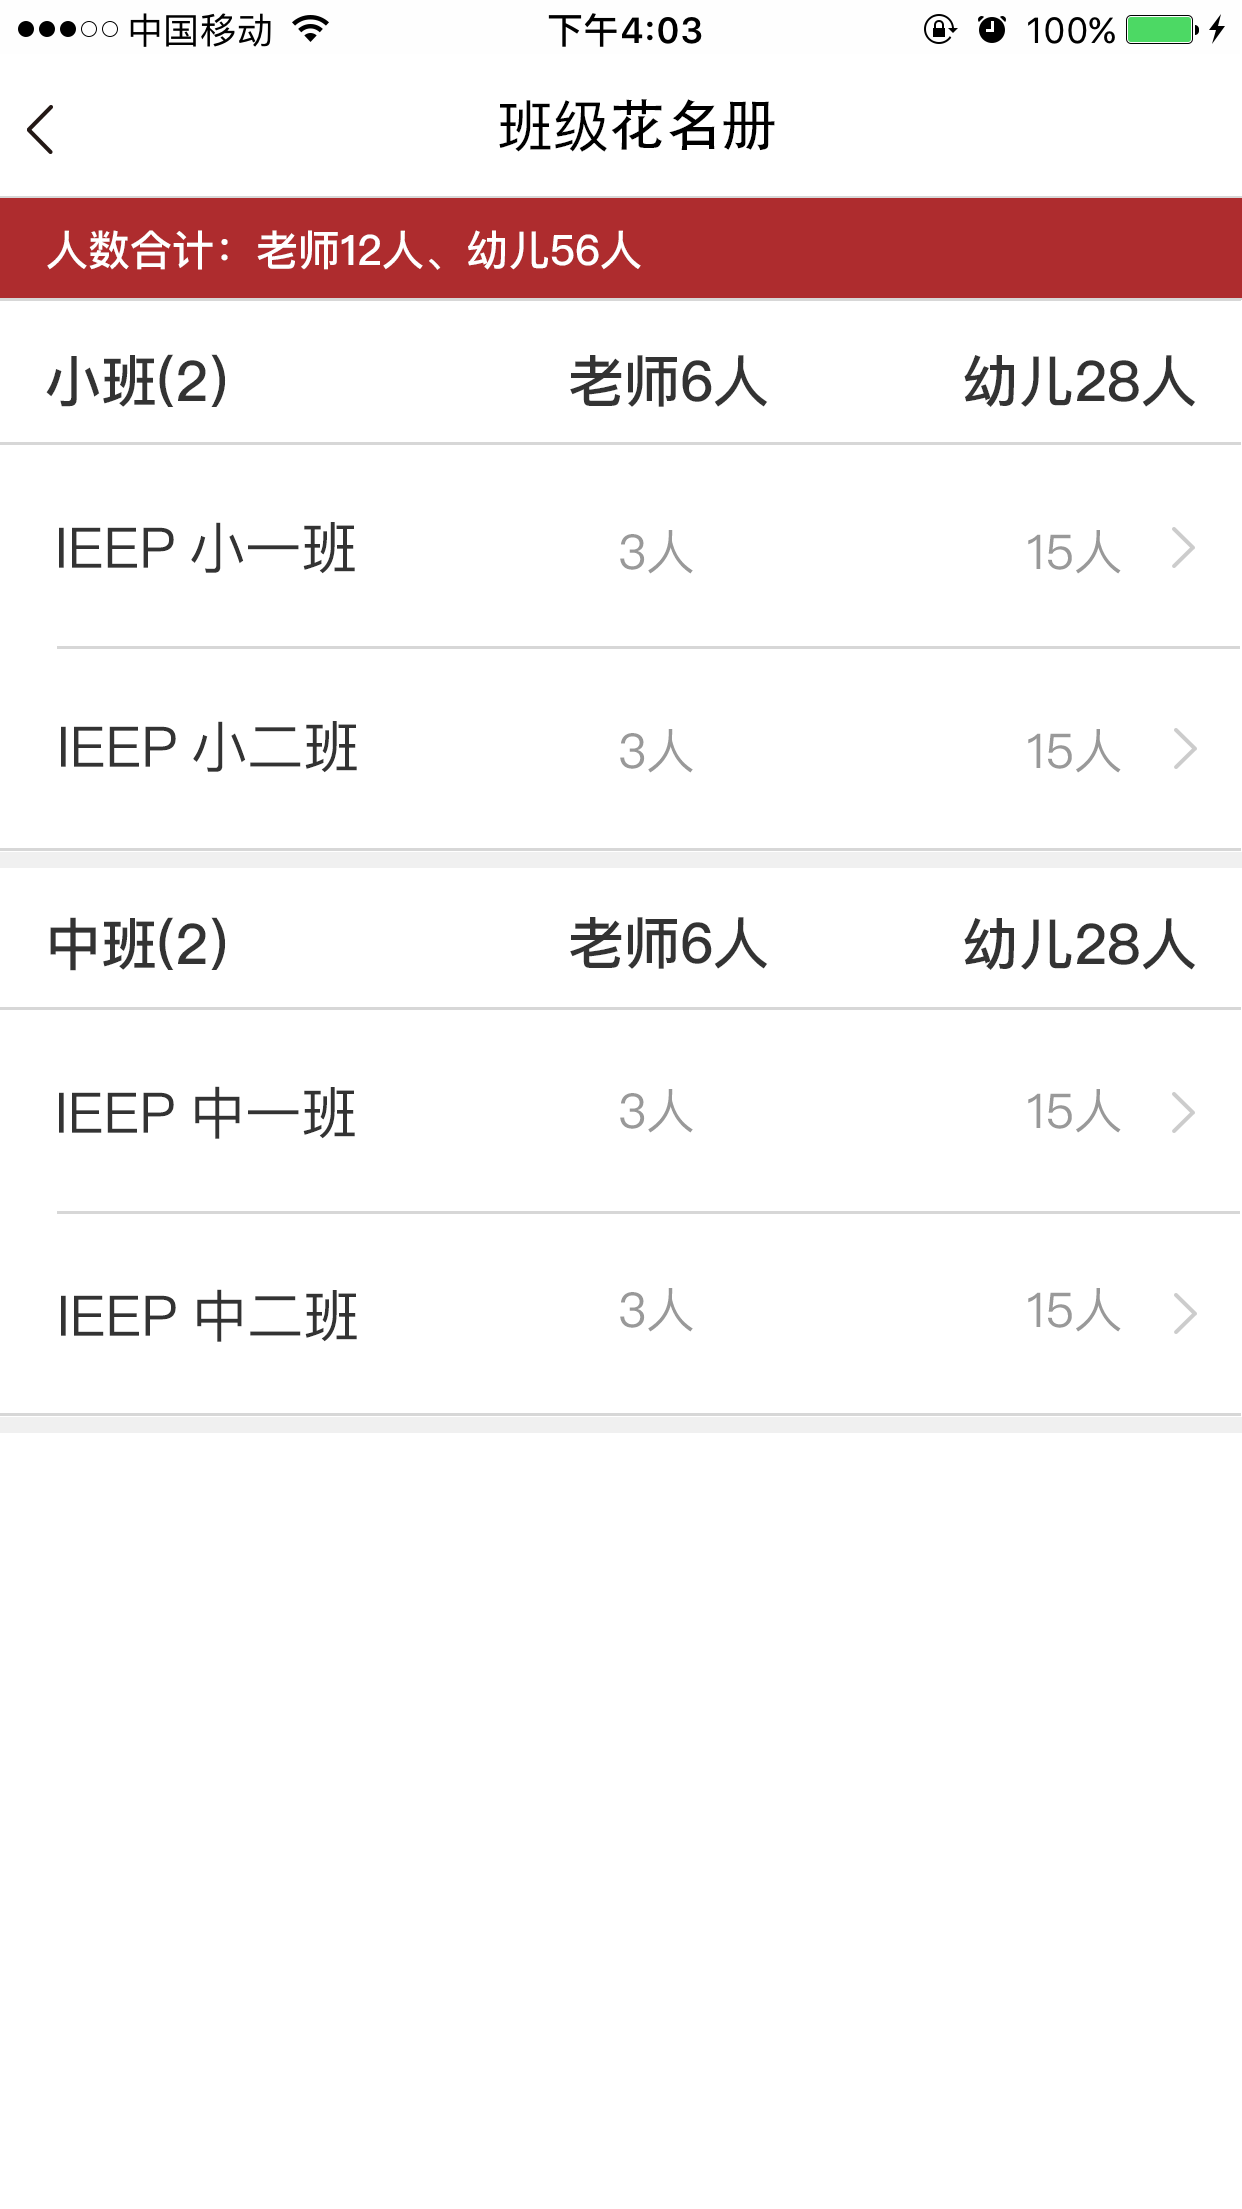 中国移动 下午4:03 100%
班级花名册
人数合计：老师12人、幼儿56人
小班(2) 老师6人 幼儿28人
IEEP 小一班 3人 15人
IEEP 小二班 3人 15人
中班(2) 老师6人 幼儿28人
IEEP 中一班 3人 15人
IEEP 中二班 3人 15人